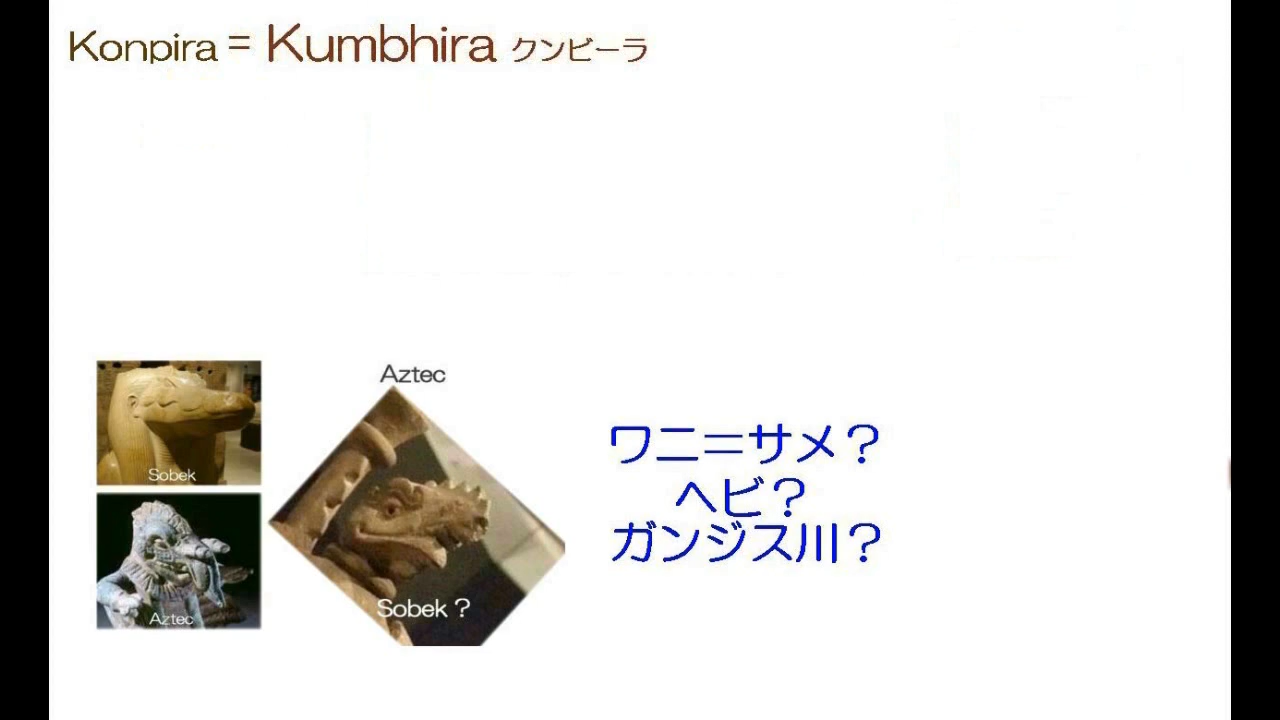 Konpira = Kumbhira クンビーラ
Aztec
Sobek
Aztec
Sobek ?
ワニ＝サメ？
ヘビ？
ガンジス川？